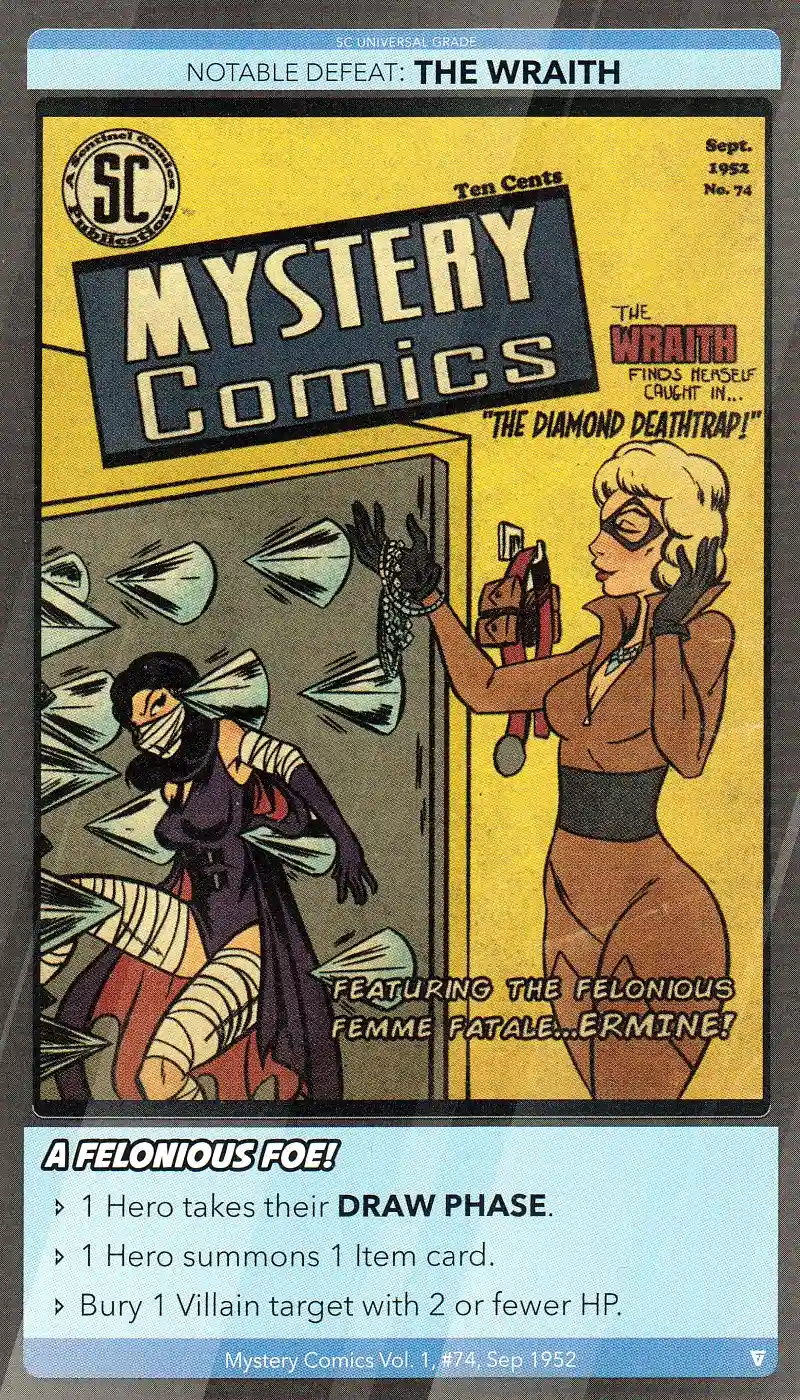 SC UNIVERSAL GRADE
NOTABLE DEFEAT: THE WRAITH
A Sentinel Comics
SC
Publication
Sept.
1952
No. 74
Ten Cents
MYSTERY
Comics
THE
WRAITH
FINDS HERSELF
CAUGHT IN...
"THE DIAMOND DEATHTRAP!"
FEATURING THE FELONIOUS
FEMME FATALE...ERMINE!
A FELONIOUS FOE!
▹ 1 Hero takes their DRAW PHASE.
▹ 1 Hero summons 1 Item card.
▹ Bury 1 Villain target with 2 or fewer HP.
Mystery Comics Vol. 1, #74, Sep 1952